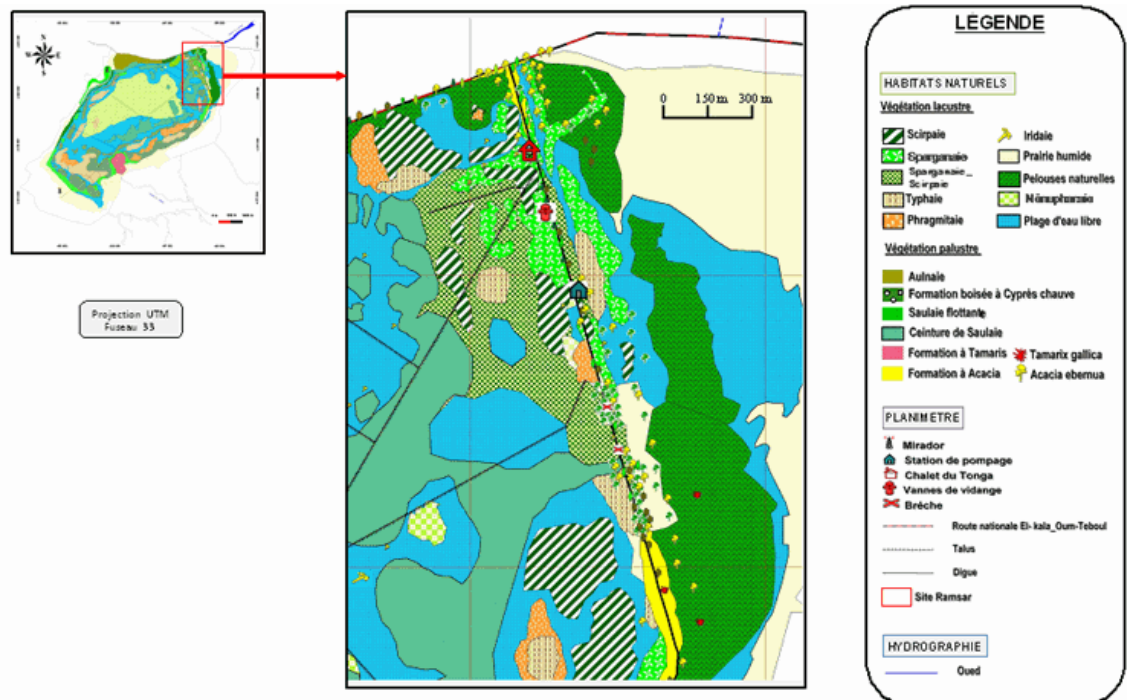 Projection UTM
Fuseau 33
0 150 m 300 m
LÉGENDE
HABITATS NATURELS
Végétation lacustre
Scirpaie
Iridaie
Sparganaie
Prairie humide
Sparganaie_
Scirpaie
Pelouses naturelles
Typhaie
Nénupharaie
Phragmitaie
Plage d'eau libre
Végétation palustre
Aulnaie
Formation boisée à Cyprès chauve
Saulaie flottante
Ceinture de Saulaie
Formation à Tamaris
Tamarix gallica
Formation à Acacia
Acacia ebernua
PLANIMETRE
Mirador
Station de pompage
Chalet du Tonga
Vannes de vidange
Brèche
Route nationale El- kala_Oum-Teboul
Talus
Digue
Site Ramsar
HYDROGRAPHIE
Oued